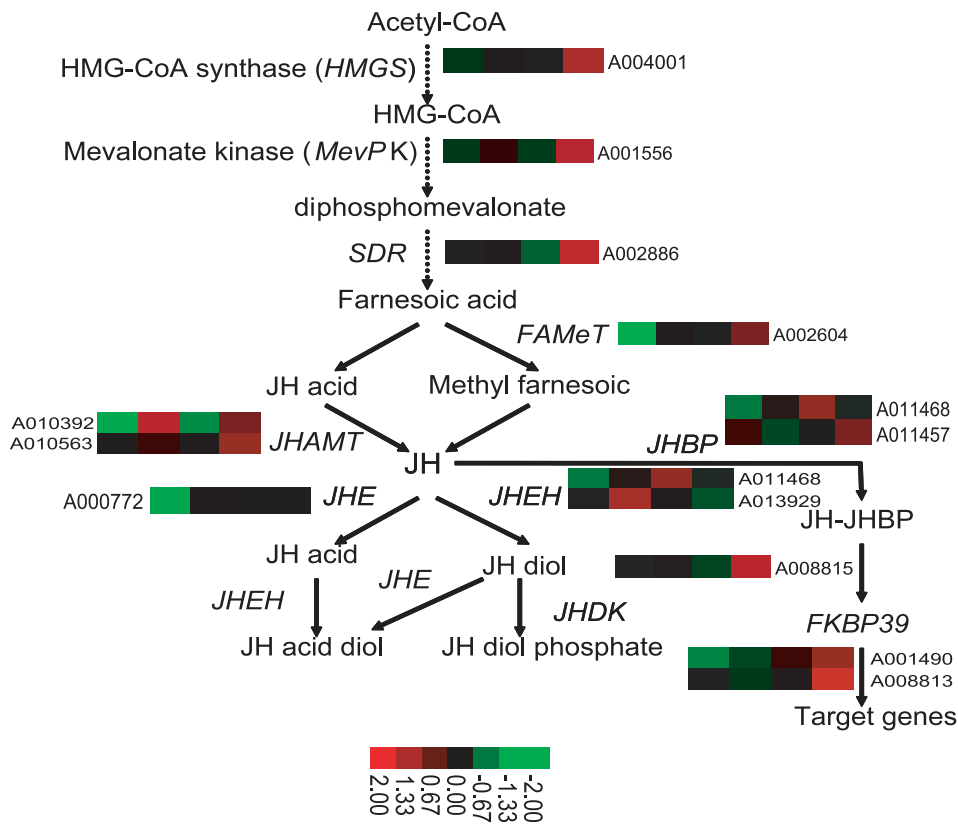 Acetyl-CoA
HMG-CoA synthase (HMGS)
A004001
HMG-CoA
Mevalonate kinase (MevPK)
A001556
diphosphomevalonate
SDR
A002886
Farnesoic acid
FAMeT
A002604
JH acid
Methyl farnesoic
A010392
A010563
JHAMT
JHBP
A011468
A011457
JH
A000772
JHE
JHEH
A011468
A013929
JH-JHBP
JH acid
JH diol
A008815
JHEH
JHE
JHDK
FKBP39
JH acid diol
JH diol phosphate
A001490
A008813
Target genes
2.00
1.33
0.67
0.00
-0.67
-1.33
-2.00